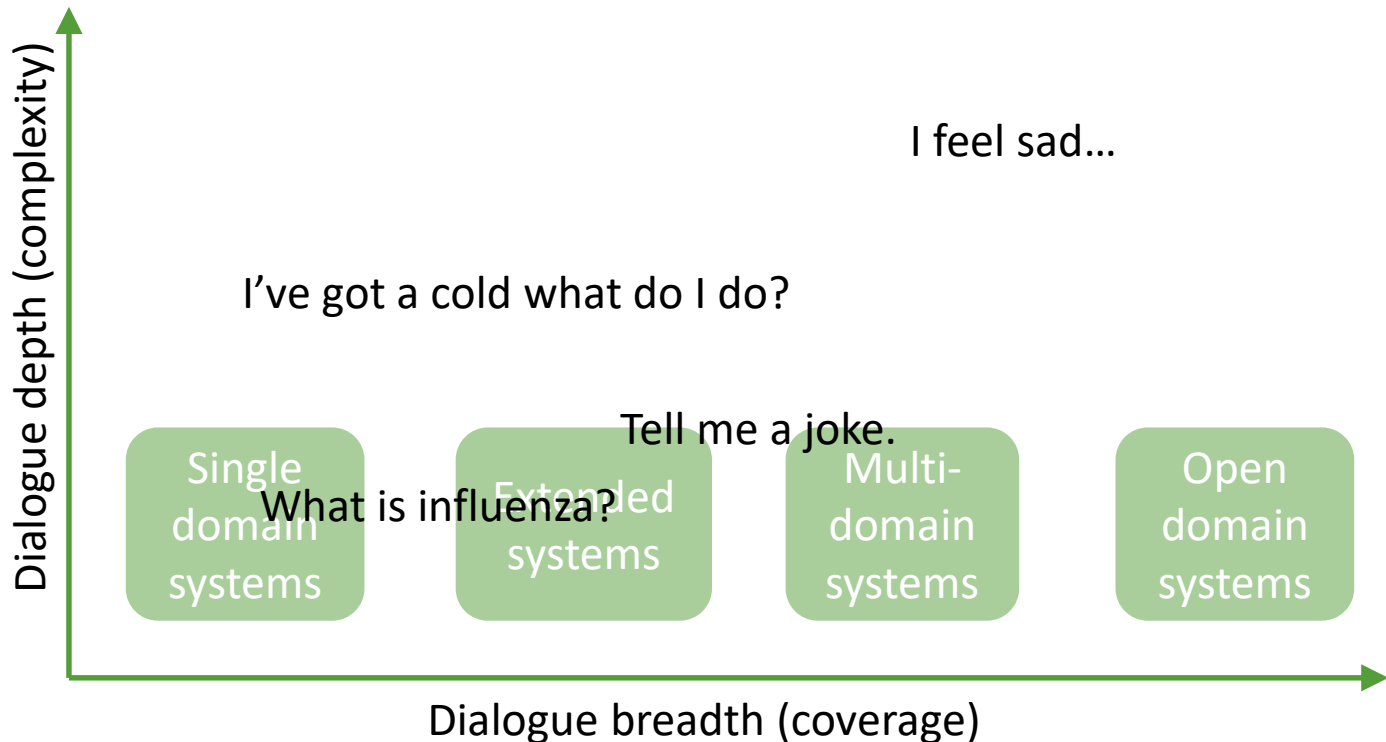 Dialogue depth (complexity)
I feel sad…
I’ve got a cold what do I do?
Tell me a joke.
What is influenza?
Single
domain
systems
Extended
systems
Multi-
domain
systems
Open
domain
systems
Dialogue breadth (coverage)